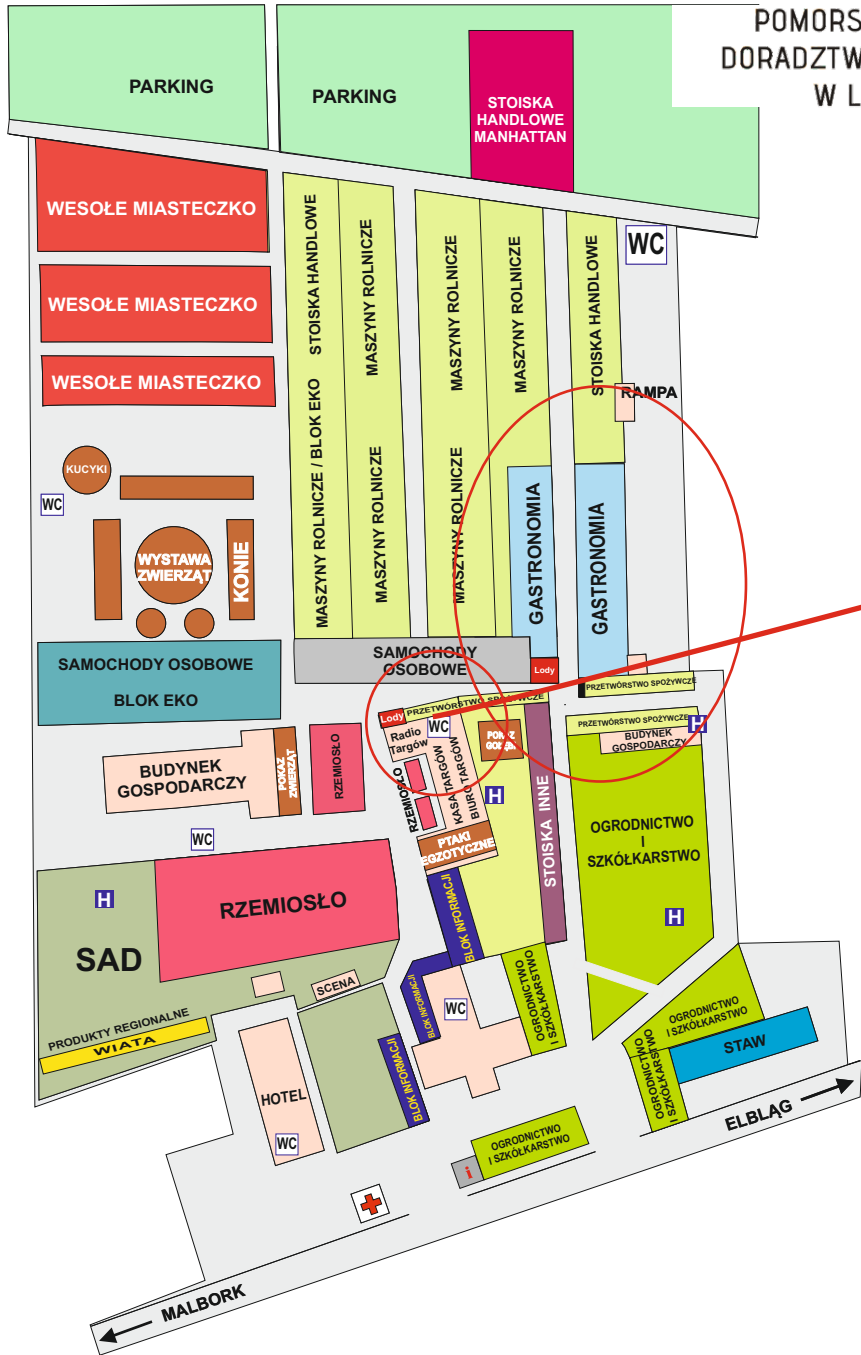 POMORS
DORADZTW
W L
PARKING
PARKING
STOISKA
HANDLOWE
MANHATTAN
WESOŁE MIASTECZKO
WESOŁE MIASTECZKO
WESOŁE MIASTECZKO
STOISKA HANDLOWE
MASZYNY ROLNICZE
MASZYNY ROLNICZE
MASZYNY ROLNICZE
STOISKA HANDLOWE
WC
RAMPA
MASZYNY ROLNICZE / BLOK EKO
MASZYNY ROLNICZE
MASZYNY ROLNICZE
GASTRONOMIA
GASTRONOMIA
KUCYKI
WC
WYSTAWA
ZWIERZĄT
KONIE
SAMOCHODY OSOBOWE
BLOK EKO
SAMOCHODY
OSOBOWE
Lody
PRZETWÓRSTWO SPOŻYWCZE
PRZETWÓRSTWO SPOŻYWCZE
Lody
PRZETWÓRSTWO SPOŻYWCZE
H
Radio
Targów
WC
POKAZ
GOŁĘBI
BUDYNEK
GOSPODARCZY
BUDYNEK
GOSPODARCZY
POKAZ
ZWIERZĄT
RZEMIOSŁO
RZEMIOSŁO
KASA TARGÓW
BIURO TARGÓW
H
STOISKA INNE
OGRODNICTWO
I
SZKÓŁKARSTWO
WC
PTAKI
EGZOTYCZNE
H
RZEMIOSŁO
SAD
BLOK INFORMACJI
H
SCENA
BLOK INFORMACJI
WC
OGRODNICTWO
I SZKÓŁKARSTWO
PRODUKTY REGIONALNE
WIATA
OGRODNICTWO
I SZKÓŁKARSTWO
STAW
OGRODNICTWO
I SZKÓŁKARSTWO
HOTEL
WC
BLOK INFORMACJI
OGRODNICTWO
I SZKÓŁKARSTWO
i
ELBLĄG
MALBORK